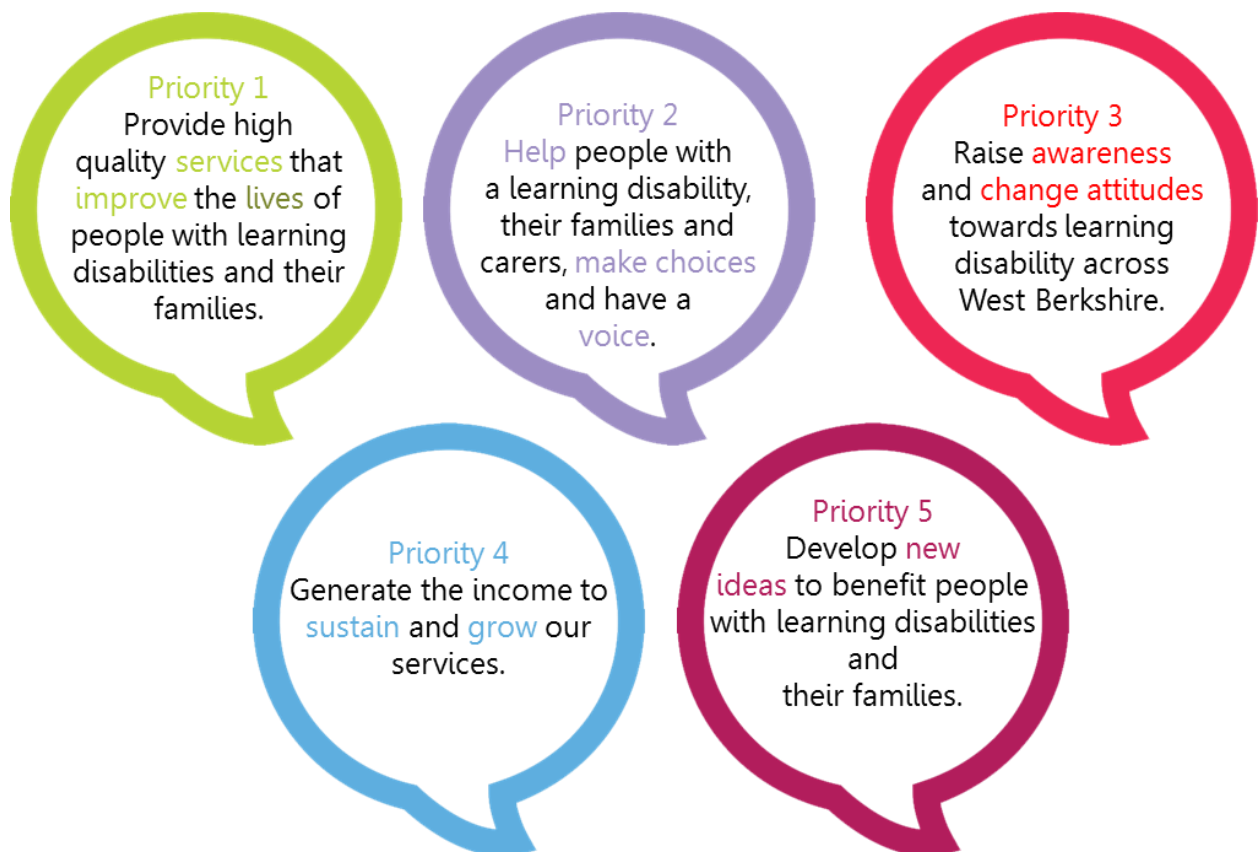 Priority 1
Provide high
quality services that
improve the lives of
people with learning
disabilities and their
families.
Priority 2
Help people with
a learning disability,
their families and
carers, make choices
and have a
voice.
Priority 3
Raise awareness
and change attitudes
towards learning
disability across
West Berkshire.
Priority 4
Generate the income to
sustain and grow our
services.
Priority 5
Develop new
ideas to benefit people
with learning disabilities
and
their families.